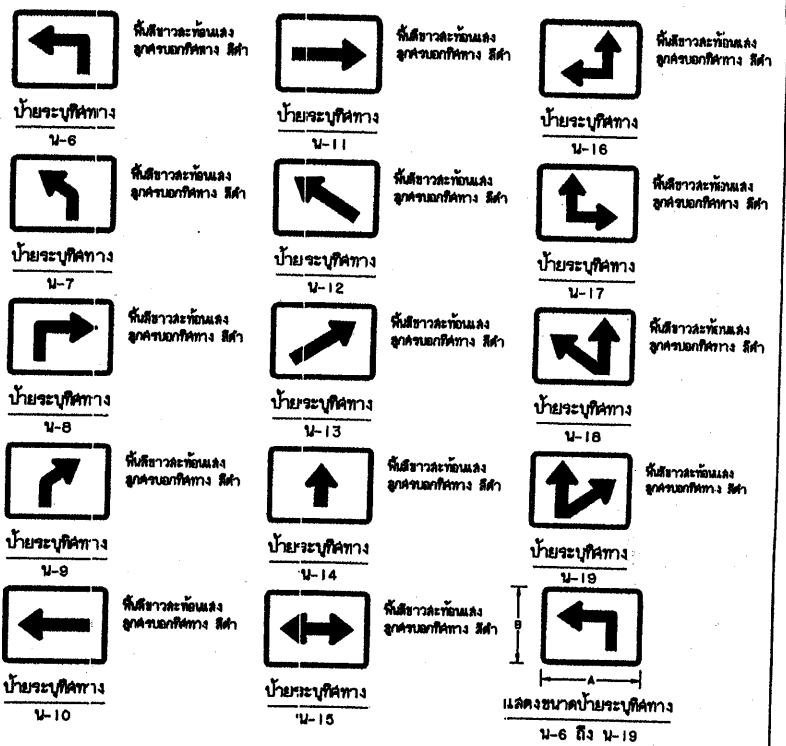 พื้นสีขาวสะท้อนแสง
ลูกศรบอกทิศทาง สีดำ
ป้ายระบุทิศทาง
น-6
พื้นสีขาวสะท้อนแสง
ลูกศรบอกทิศทาง สีดำ
ป้ายระบุทิศทาง
น-7
พื้นสีขาวสะท้อนแสง
ลูกศรบอกทิศทาง สีดำ
ป้ายระบุทิศทาง
น-8
พื้นสีขาวสะท้อนแสง
ลูกศรบอกทิศทาง สีดำ
ป้ายระบุทิศทาง
น-9
พื้นสีขาวสะท้อนแสง
ลูกศรบอกทิศทาง สีดำ
ป้ายระบุทิศทาง
น-10
พื้นสีขาวสะท้อนแสง
ลูกศรบอกทิศทาง สีดำ
ป้ายระบุทิศทาง
น-11
พื้นสีขาวสะท้อนแสง
ลูกศรบอกทิศทาง สีดำ
ป้ายระบุทิศทาง
น-12
พื้นสีขาวสะท้อนแสง
ลูกศรบอกทิศทาง สีดำ
ป้ายระบุทิศทาง
น-13
พื้นสีขาวสะท้อนแสง
ลูกศรบอกทิศทาง สีดำ
ป้ายระบุทิศทาง
น-14
พื้นสีขาวสะท้อนแสง
ลูกศรบอกทิศทาง สีดำ
ป้ายระบุทิศทาง
น-15
พื้นสีขาวสะท้อนแสง
ลูกศรบอกทิศทาง สีดำ
ป้ายระบุทิศทาง
น-16
พื้นสีขาวสะท้อนแสง
ลูกศรบอกทิศทาง สีดำ
ป้ายระบุทิศทาง
น-17
พื้นสีขาวสะท้อนแสง
ลูกศรบอกทิศทาง สีดำ
ป้ายระบุทิศทาง
น-18
พื้นสีขาวสะท้อนแสง
ลูกศรบอกทิศทาง สีดำ
ป้ายระบุทิศทาง
น-19
B
A
แสดงขนาดป้ายระบุทิศทาง
น-6 ถึง น-19